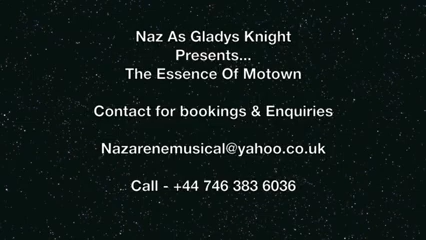 Naz As Gladys Knight
Presents...
The Essence Of Motown
Contact for bookings & Enquiries
Nazarenemusical@yahoo.co.uk
Call - +44 746 383 6036